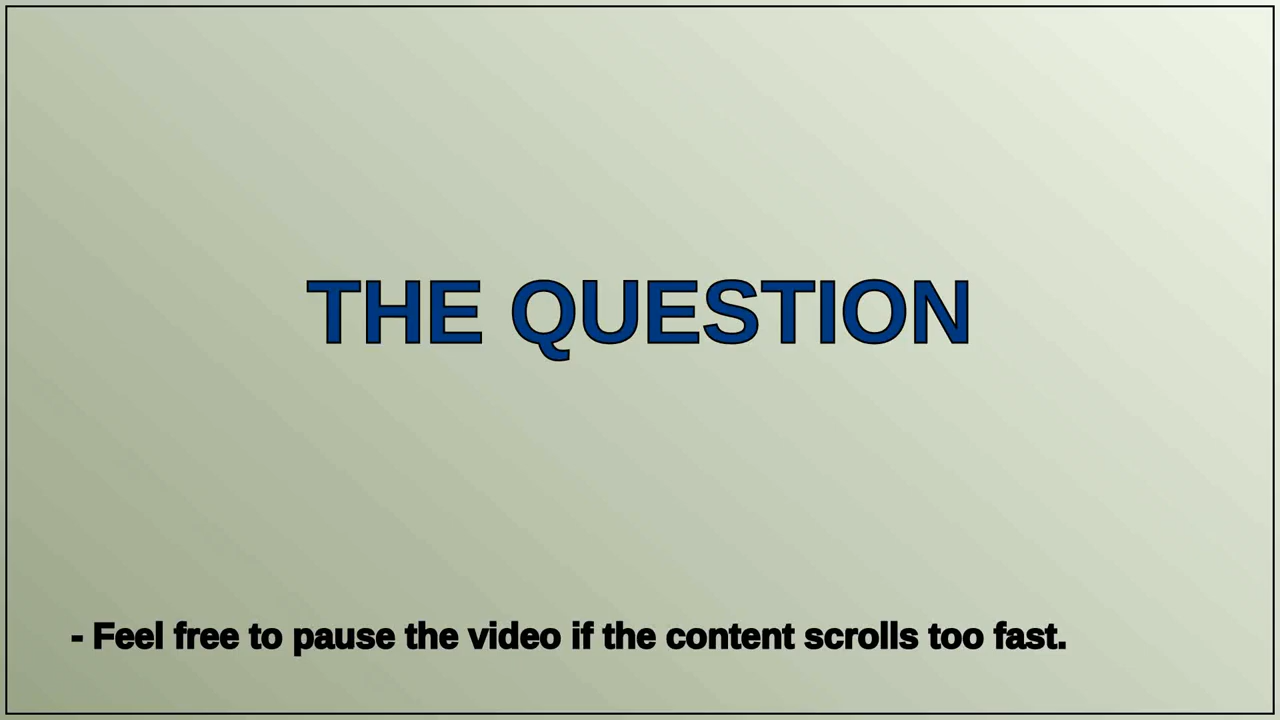 THE QUESTION
- Feel free to pause the video if the content scrolls too fast.